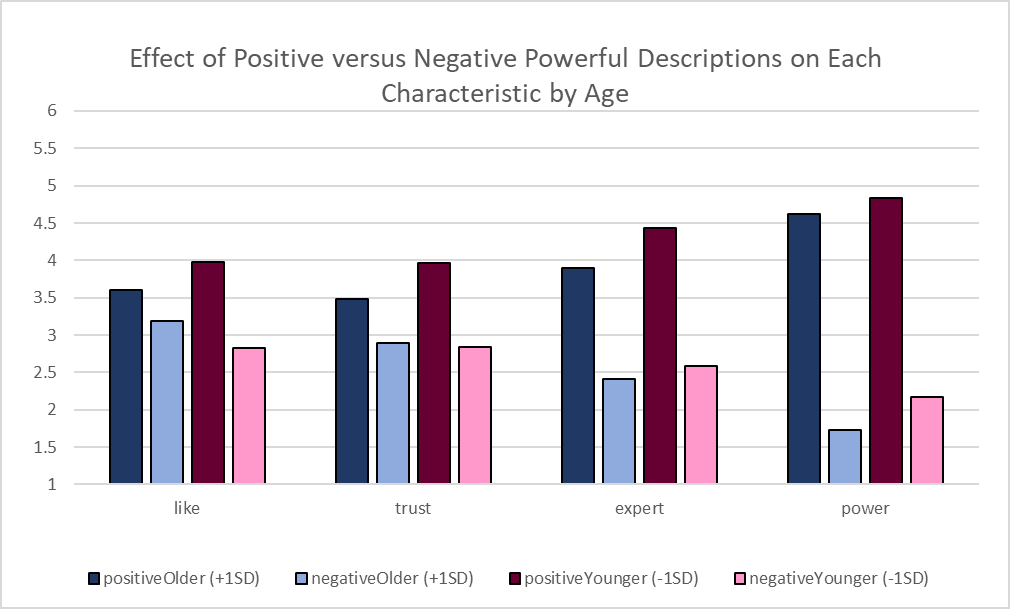 Effect of Positive versus Negative Powerful Descriptions on Each
Characteristic by Age
6
5.5
5
4.5
4
3.5
3
2.5
2
1.5
1
like trust expert power
positiveOlder (+1SD) negativeOlder (+1SD) positiveYounger (-1SD) negativeYounger (-1SD)